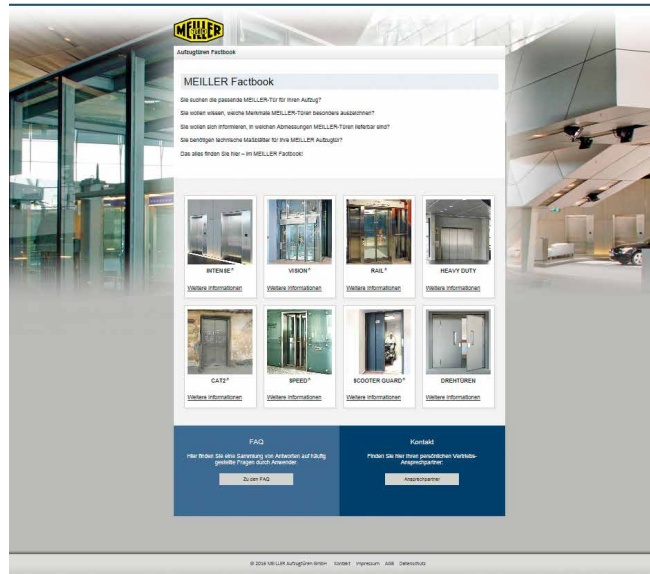 MEILLER
Aufzugtüren Factbook
MEILLER Factbook
Sie suchen die passende MEILLER-Tür für Ihren Aufzug?
Sie wollen wissen, welche Merkmale MEILLER-Türen besonders auszeichnen?
Sie wollen sich informieren, in welchen Abmessungen MEILLER-Türen lieferbar sind?
Sie benötigen technische Maßblätter für Ihre MEILLER Aufzugtür?
Das alles finden Sie hier – im MEILLER Factbook!
INTENSE® VISION® RAIL® HEAVY DUTY
Weitere Informationen Weitere Informationen Weitere Informationen Weitere Informationen
CAT2® SPEED® SCOOTER GUARD® DREHTÜREN
Weitere Informationen Weitere Informationen Weitere Informationen Weitere Informationen
FAQ
Hier finden Sie eine Sammlung von Antworten auf häufig
gestellte Fragen durch Anwender.
Zu den FAQ
Kontakt
Finden Sie hier Ihren persönlichen Vertriebs-
Ansprechpartner.
Ansprechpartner
© 2016 MEILLER Aufzugtüren GmbH Kontakt Impressum AGB Datenschutz